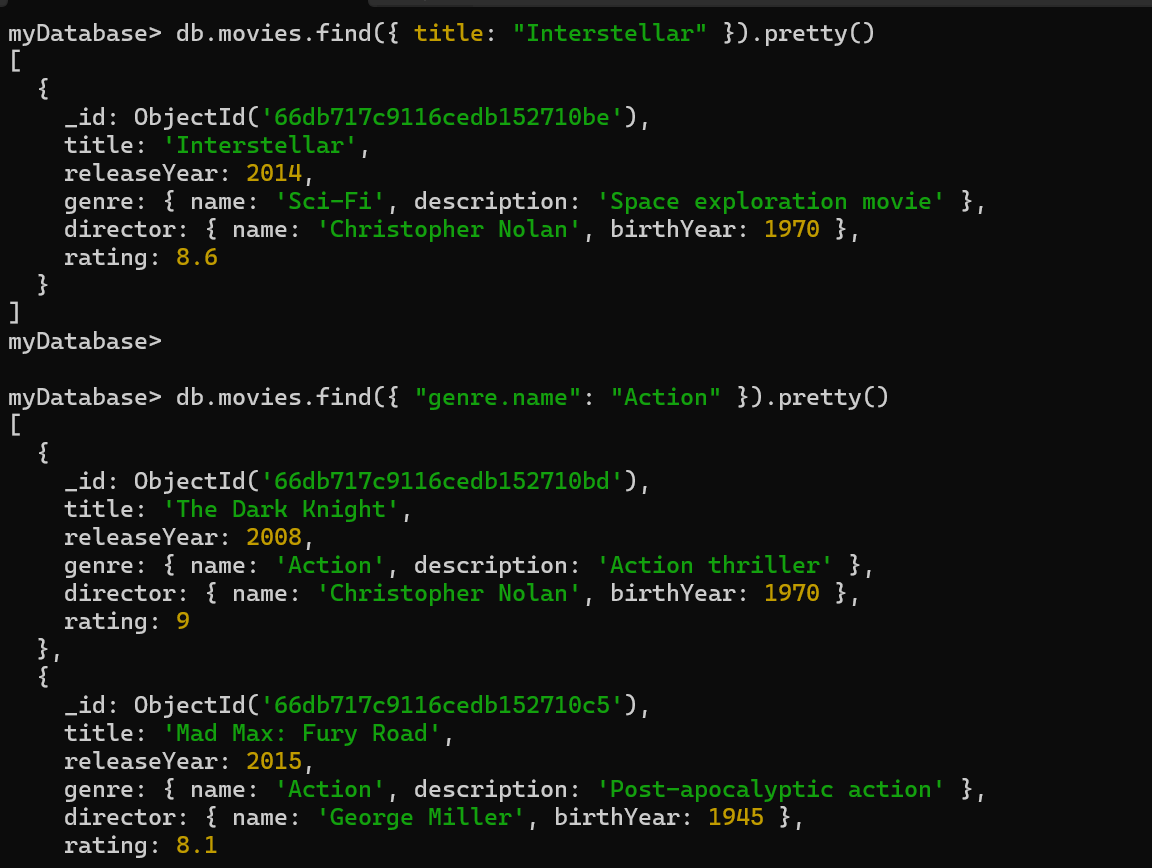 myDatabase> db.movies.find({ title: "Interstellar" }).pretty()
[
  {
    _id: ObjectId('66db717c9116cedb152710be'),
    title: 'Interstellar',
    releaseYear: 2014,
    genre: { name: 'Sci-Fi', description: 'Space exploration movie' },
    director: { name: 'Christopher Nolan', birthYear: 1970 },
    rating: 8.6
  }
]
myDatabase>

myDatabase> db.movies.find({ "genre.name": "Action" }).pretty()
[
  {
    _id: ObjectId('66db717c9116cedb152710bd'),
    title: 'The Dark Knight',
    releaseYear: 2008,
    genre: { name: 'Action', description: 'Action thriller' },
    director: { name: 'Christopher Nolan', birthYear: 1970 },
    rating: 9
  },
  {
    _id: ObjectId('66db717c9116cedb152710c5'),
    title: 'Mad Max: Fury Road',
    releaseYear: 2015,
    genre: { name: 'Action', description: 'Post-apocalyptic action' },
    director: { name: 'George Miller', birthYear: 1945 },
    rating: 8.1